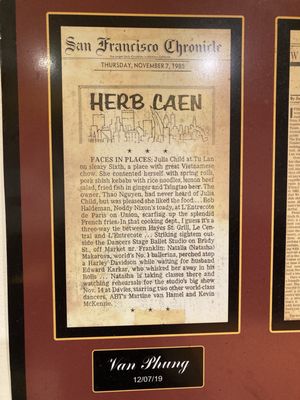 San Francisco Chronicle
THURSDAY, NOVEMBER 7, 1985
HERB CAEN
FACES IN PLACES: Julia Child at Tu Lan
on sleazy Sixth, a place with great Vietnamese
chow. She contented herself with spring rolls,
pork shish kebab with rice noodles, lemon beef
salad, fried fish in ginger and Tsingtao beer. The
owner, Thao Nguyen, had never heard of Julia
Child, but was pleased she liked the food . . . Bob
Haldeman, Noddy Nixon's toady, at L'Entrecote
de Paris on Union, scarfing up the splendid
French fries. In that cooking dept., I guess it's a
three-way tie between Hayes St. Grill, Le Cen-
tral and L'Entrecote . . . Striking sighten out-
side the Dancers Stage Ballet Studio on Brady
St., off Market nr. Franklin: Natalia (Natasha)
Makarova, world's No. 1 ballerina, perched atop
a Harley Davidson while waiting for husband
Edward Karkar, who whisked her away in his
Rolls . . . Natasha is taking classes there and
watching rehearsals for the studio's big show
Nov. 14 at Davies, starring two other world-class
dancers, ABT's Martine van Hamel and Kevin
McKenzie.
Van Phung
12/07/19